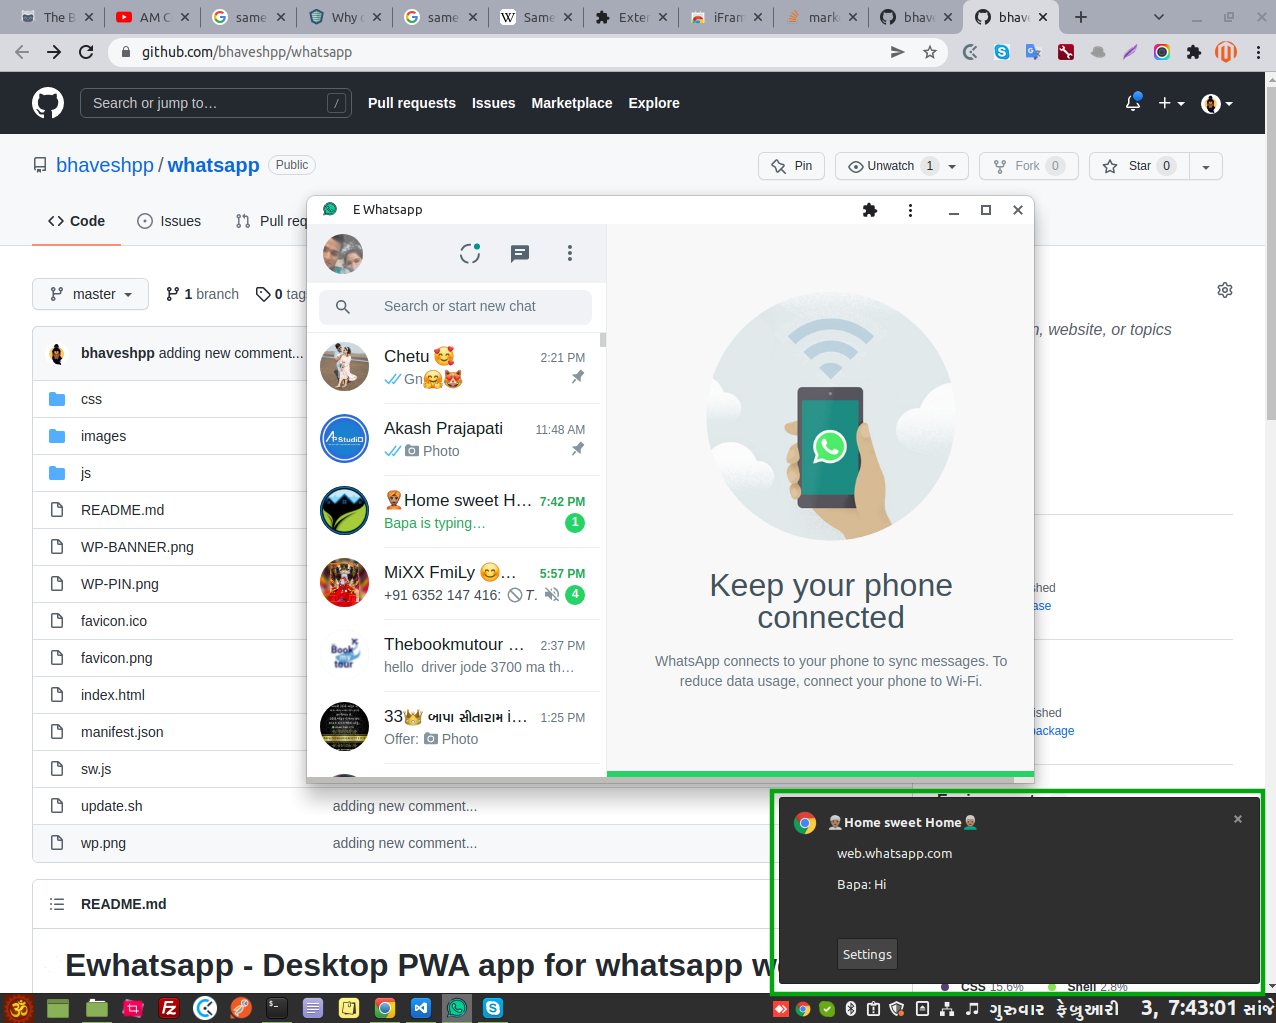 The B
AM C
same
Why c
same
Same
Exter
iFram
mark
bhave
bhave
github.com/bhaveshpp/whatsapp
Search or jump to…
/
Pull requests
Issues
Marketplace
Explore
bhaveshpp / whatsapp
Public
Pin
Unwatch 1
Fork 0
Star 0
Code
Issues
Pull req
E Whatsapp
Search or start new chat
master
1 branch
0 tags
n, website, or topics
bhaveshpp adding new comment...
css
images
js
README.md
WP-BANNER.png
WP-PIN.png
favicon.ico
favicon.png
index.html
manifest.json
sw.js
update.sh
adding new comment...
wp.png
adding new comment...
Chetu 🥰
2:21 PM
Gn🤗😻
Akash Prajapati
11:48 AM
Photo
Home sweet H…
7:42 PM
Bapa is typing…
1
MiXX FmiLy 😊…
5:57 PM
+91 6352 147 416: T.
4
Thebookmutour …
2:37 PM
hello driver jode 3700 ma th…
33👑 બાપા સીતારામ i…
1:25 PM
Offer: Photo
AP Studio
Book my tour
Keep your phone
connected
WhatsApp connects to your phone to sync messages. To
reduce data usage, connect your phone to Wi-Fi.
shed
ase
ished
package
Home sweet Home
web.whatsapp.com
Bapa: Hi
Settings
CSS 15.6%
Shell 2.8%
README.md
Ewhatsapp - Desktop PWA app for whatsapp w
ગુરુવાર ફેબ્રુઆરી 3, 7:43:01 સાંજે